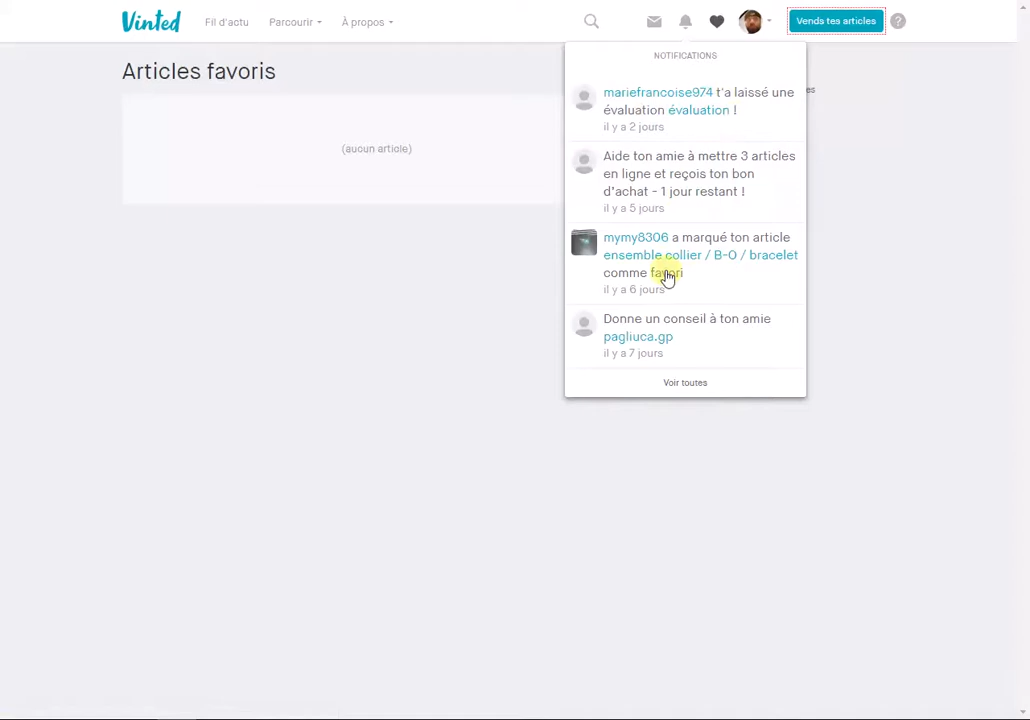 Vinted
Fil d'actu
Parcourir
À propos
Vends tes articles
?
Articles favoris
(aucun article)
NOTIFICATIONS
mariefrancoise974 t'a laissé une
évaluation évaluation !
il y a 2 jours
Aide ton amie à mettre 3 articles
en ligne et reçois ton bon
d'achat - 1 jour restant !
il y a 5 jours
mymy8306 a marqué ton article
ensemble collier / B-O / bracelet
comme favori
il y a 6 jours
Donne un conseil à ton amie
pagliuca.gp
il y a 7 jours
Voir toutes